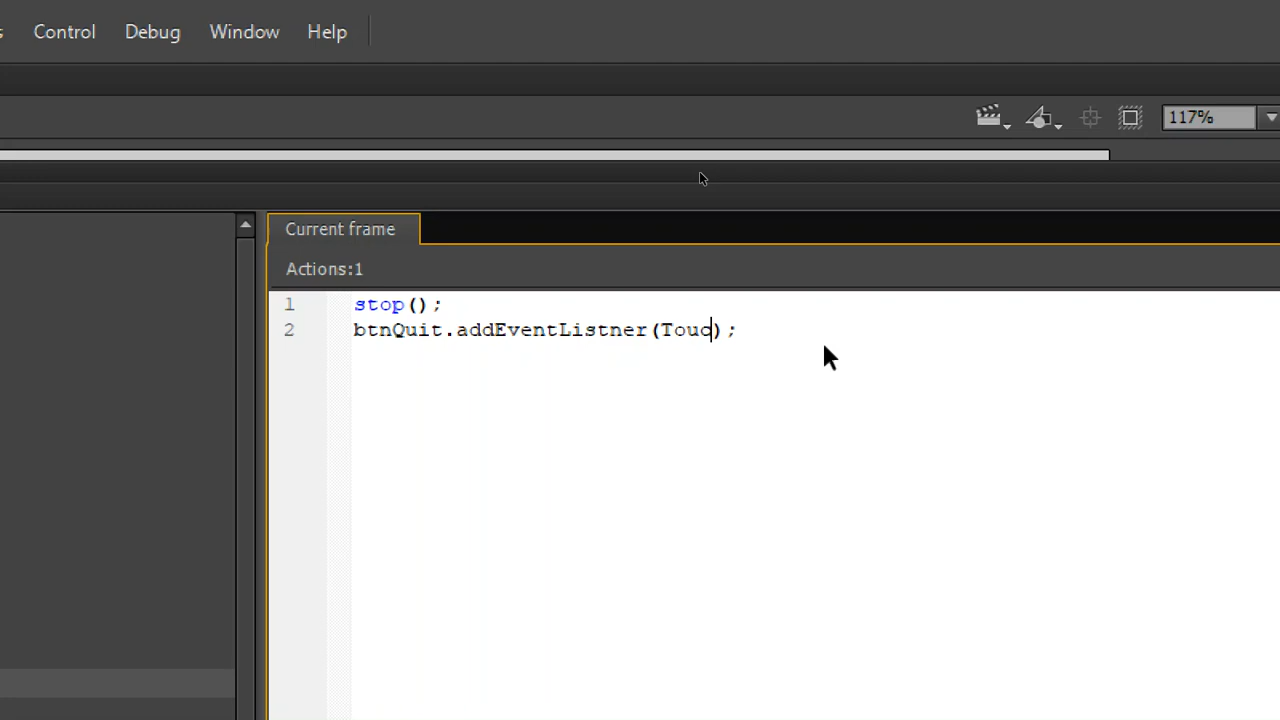 Control Debug Window Help
117%
Current frame
Actions:1
1 stop();
2 btnQuit.addEventListner(Touc);